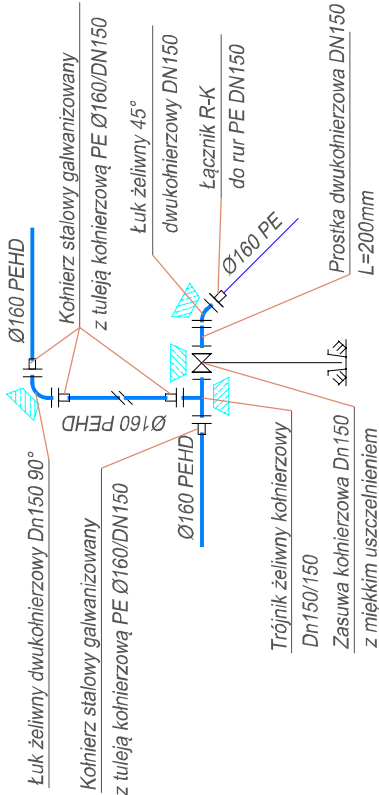 Łuk żeliwny dwukołnierzowy Dn150 90°
Kołnierz stalowy galwanizowany
z tuleją kołnierzową PE Ø160/DN150
Ø160 PEHD
Ø160 PEHD
Ø160 PEHD
Kołnierz stalowy galwanizowany
z tuleją kołnierzową PE Ø160/DN150
Łuk żeliwny 45°
dwukołnierzowy DN150
Łącznik R-K
do rur PE DN150
Ø160 PE
Prostka dwukołnierzowa DN150
L=200mm
Trójnik żeliwny kołnierzowy
Dn150/150
Zasuwa kołnierzowa Dn150
z miękkim uszczelnieniem